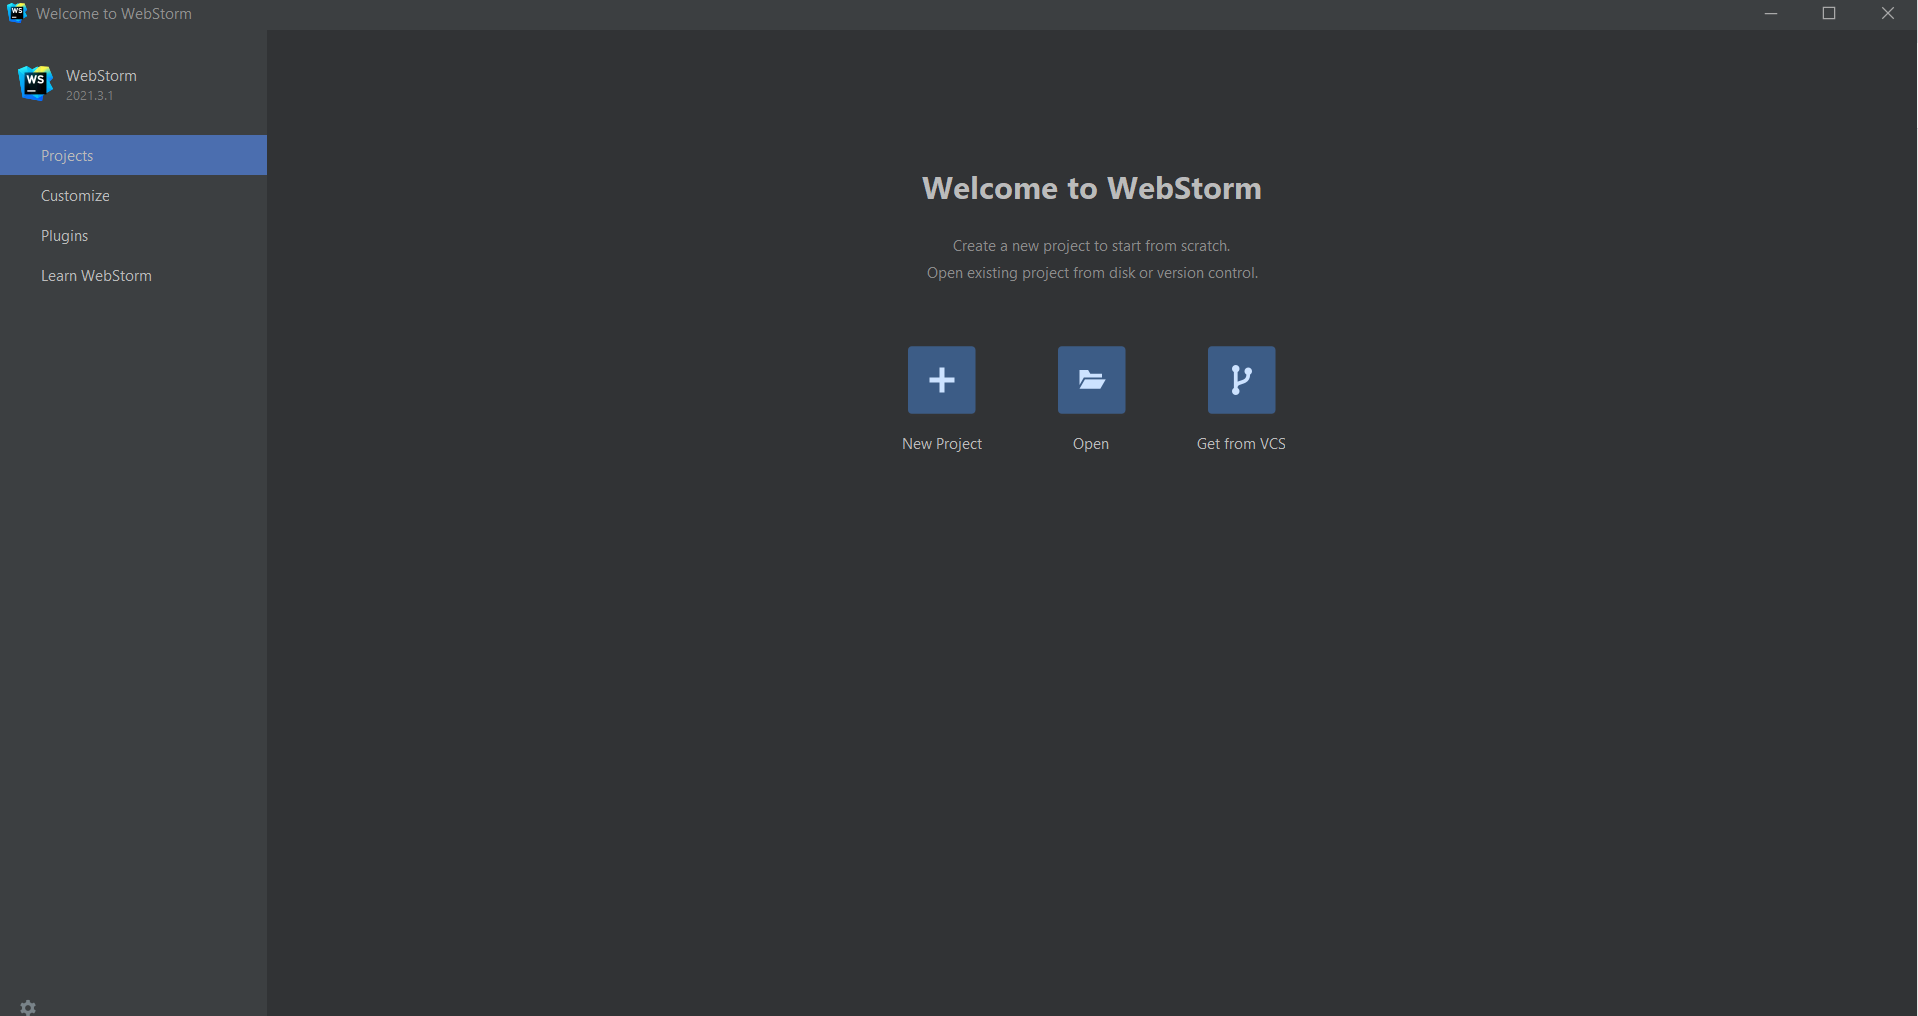 Welcome to WebStorm
WS
WebStorm
2021.3.1
Projects
Customize
Plugins
Learn WebStorm
Welcome to WebStorm
Create a new project to start from scratch.
Open existing project from disk or version control.
New Project
Open
Get from VCS